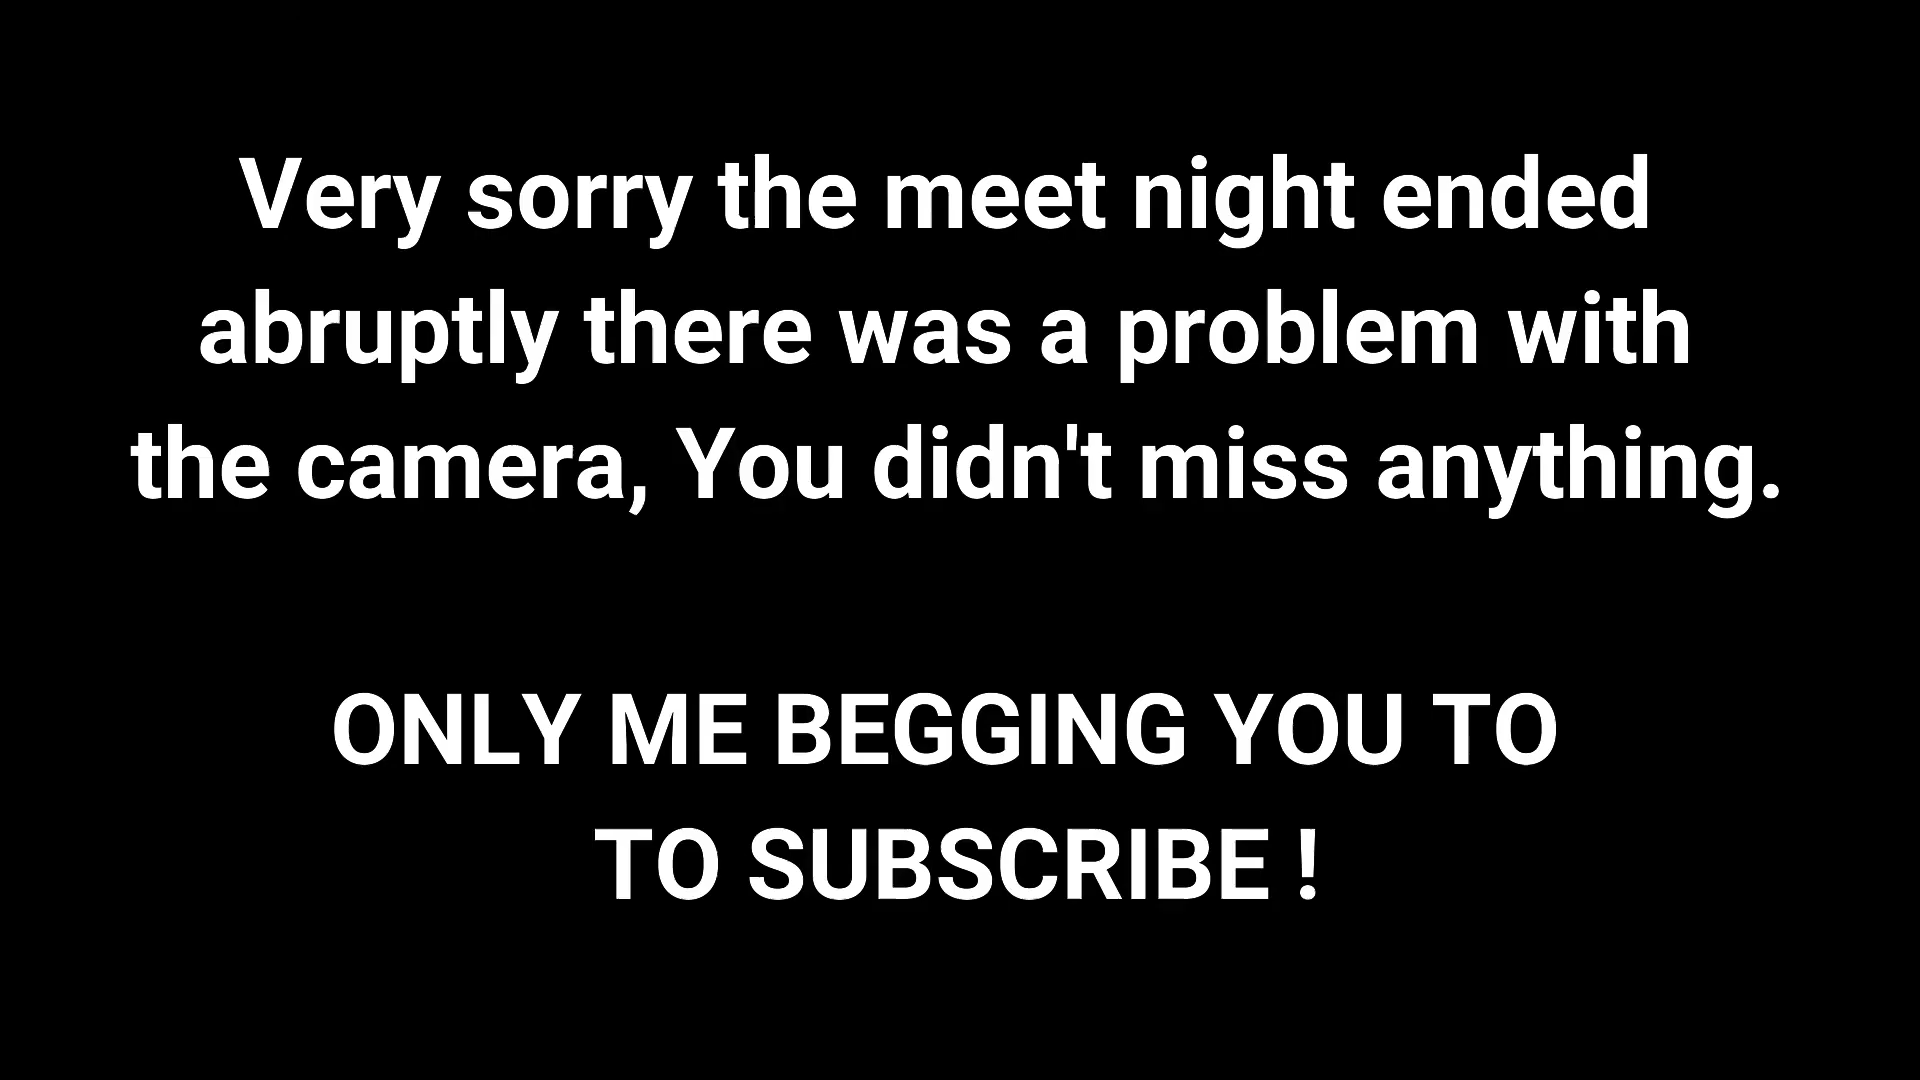 Very sorry the meet night ended
abruptly there was a problem with
the camera, You didn't miss anything.
ONLY ME BEGGING YOU TO
TO SUBSCRIBE !